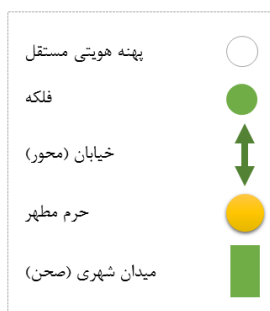 پهنه هویتی مستقل
فلکه
خیابان (محور)
حرم مطهر
میدان شهری (صحن)